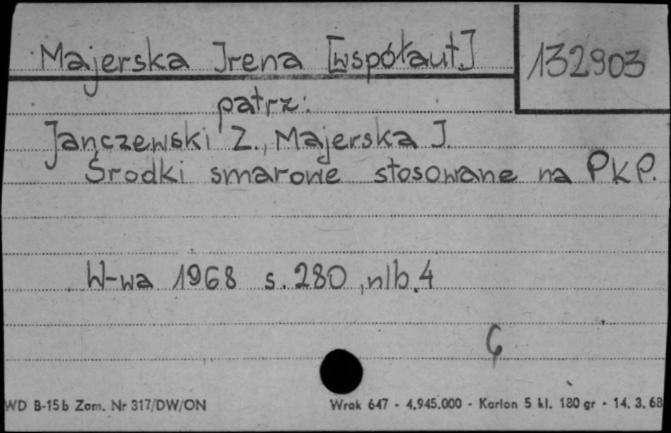 Majerska Irena [współaut.]
132903
patrz:
Janczewski Z., Majerska J.
Środki smarowe stosowane na PKP.
W-wa 1968 s. 280, nlb. 4
WD B-15b Zam. Nr 317/DW/ON
Wrak 647 - 4.945.000 - Karton 5 kl. 180 gr - 14. 3. 68